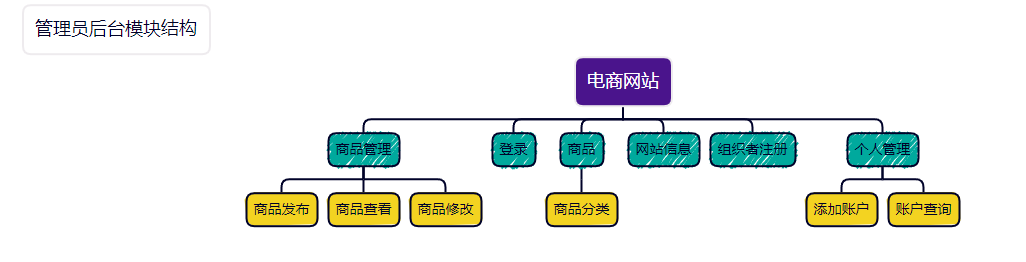 管理员后台模块结构
电商网站
商品管理
登录
商品
网站信息
组织者注册
个人管理
商品发布
商品查看
商品修改
商品分类
添加账户
账户查询